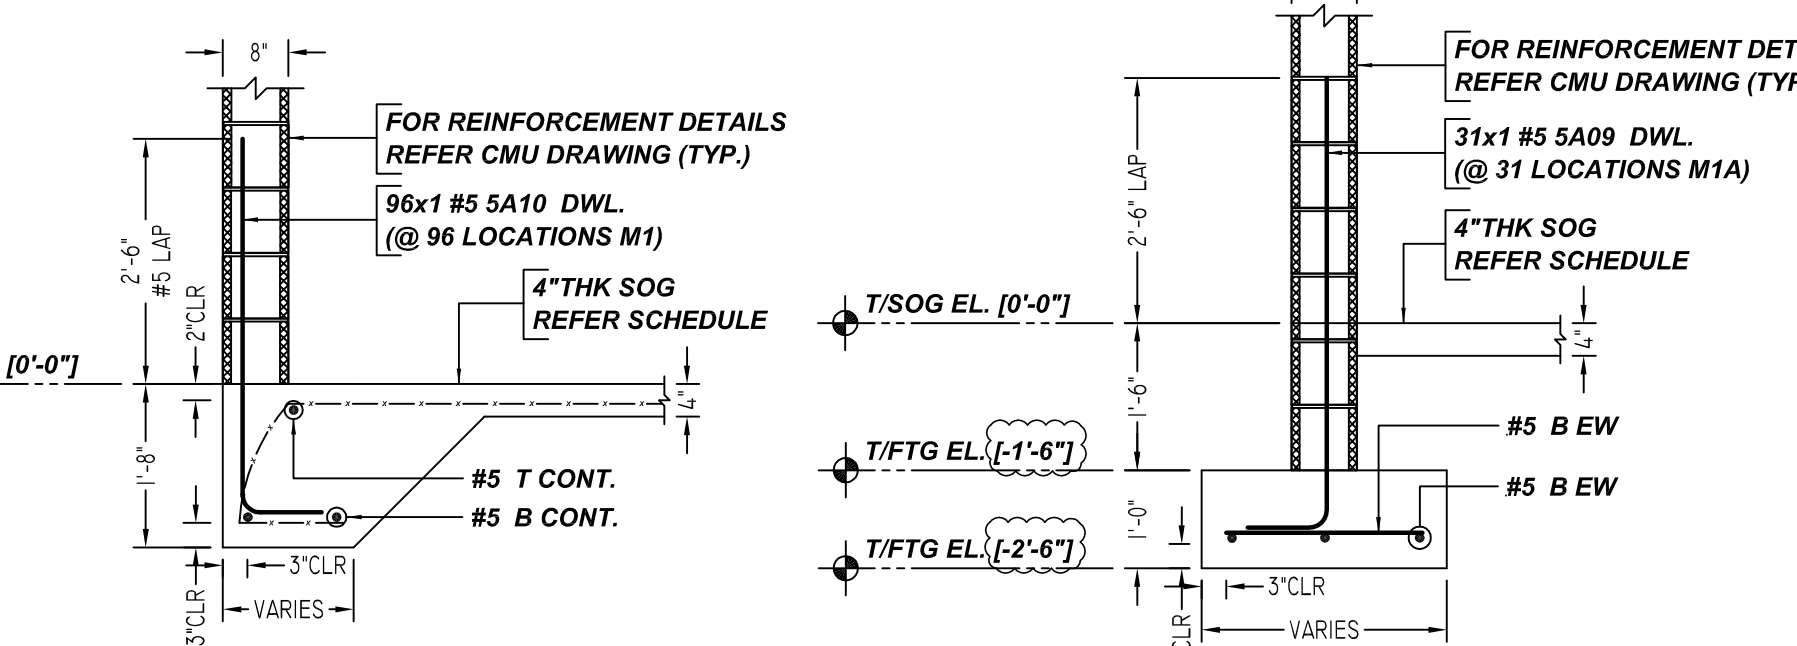 8"
FOR REINFORCEMENT DETAILS
REFER CMU DRAWING (TYP.)
96x1 #5 5A10 DWL.
(@ 96 LOCATIONS M1)
2'-6"
#5 LAP
2"CLR
4"THK SOG
REFER SCHEDULE
[0'-0"]
4"
1'-8"
#5 T CONT.
#5 B CONT.
3"CLR
3"CLR
VARIES
FOR REINFORCEMENT DET
REFER CMU DRAWING (TYP
31x1 #5 5A09 DWL.
(@ 31 LOCATIONS M1A)
2'-6" LAP
4"THK SOG
REFER SCHEDULE
T/SOG EL. [0'-0"]
4"
1'-6"
#5 B EW
T/FTG EL. [-1'-6"]
#5 B EW
1'-0"
T/FTG EL. [-2'-6"]
3"CLR
CLR
VARIES